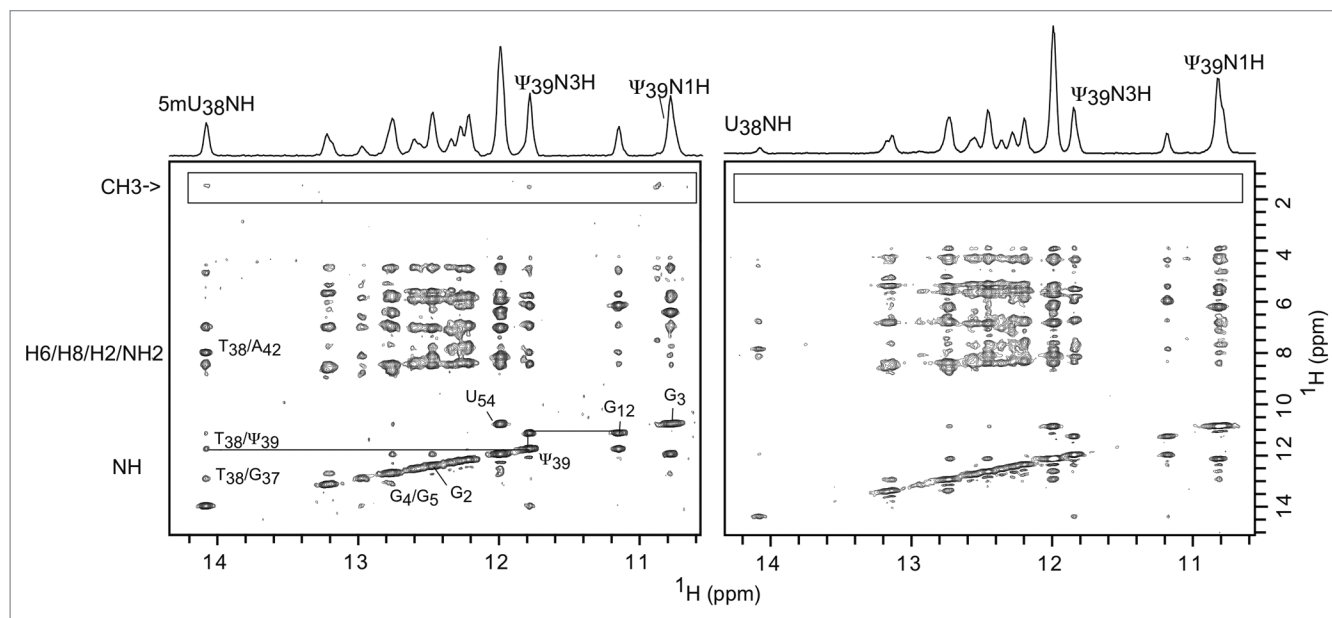 5mU38NH
Ψ39N3H
Ψ39N1H
U38NH
Ψ39N3H
Ψ39N1H
CH3->
H6/H8/H2/NH2
NH
T38/A42
T38/Ψ39
T38/G37
U54
G12
G3
Ψ39
G4/G5
G2
2
4
6
8
10
12
14
1H (ppm)
14
13
12
11
14
13
12
11
1H (ppm)